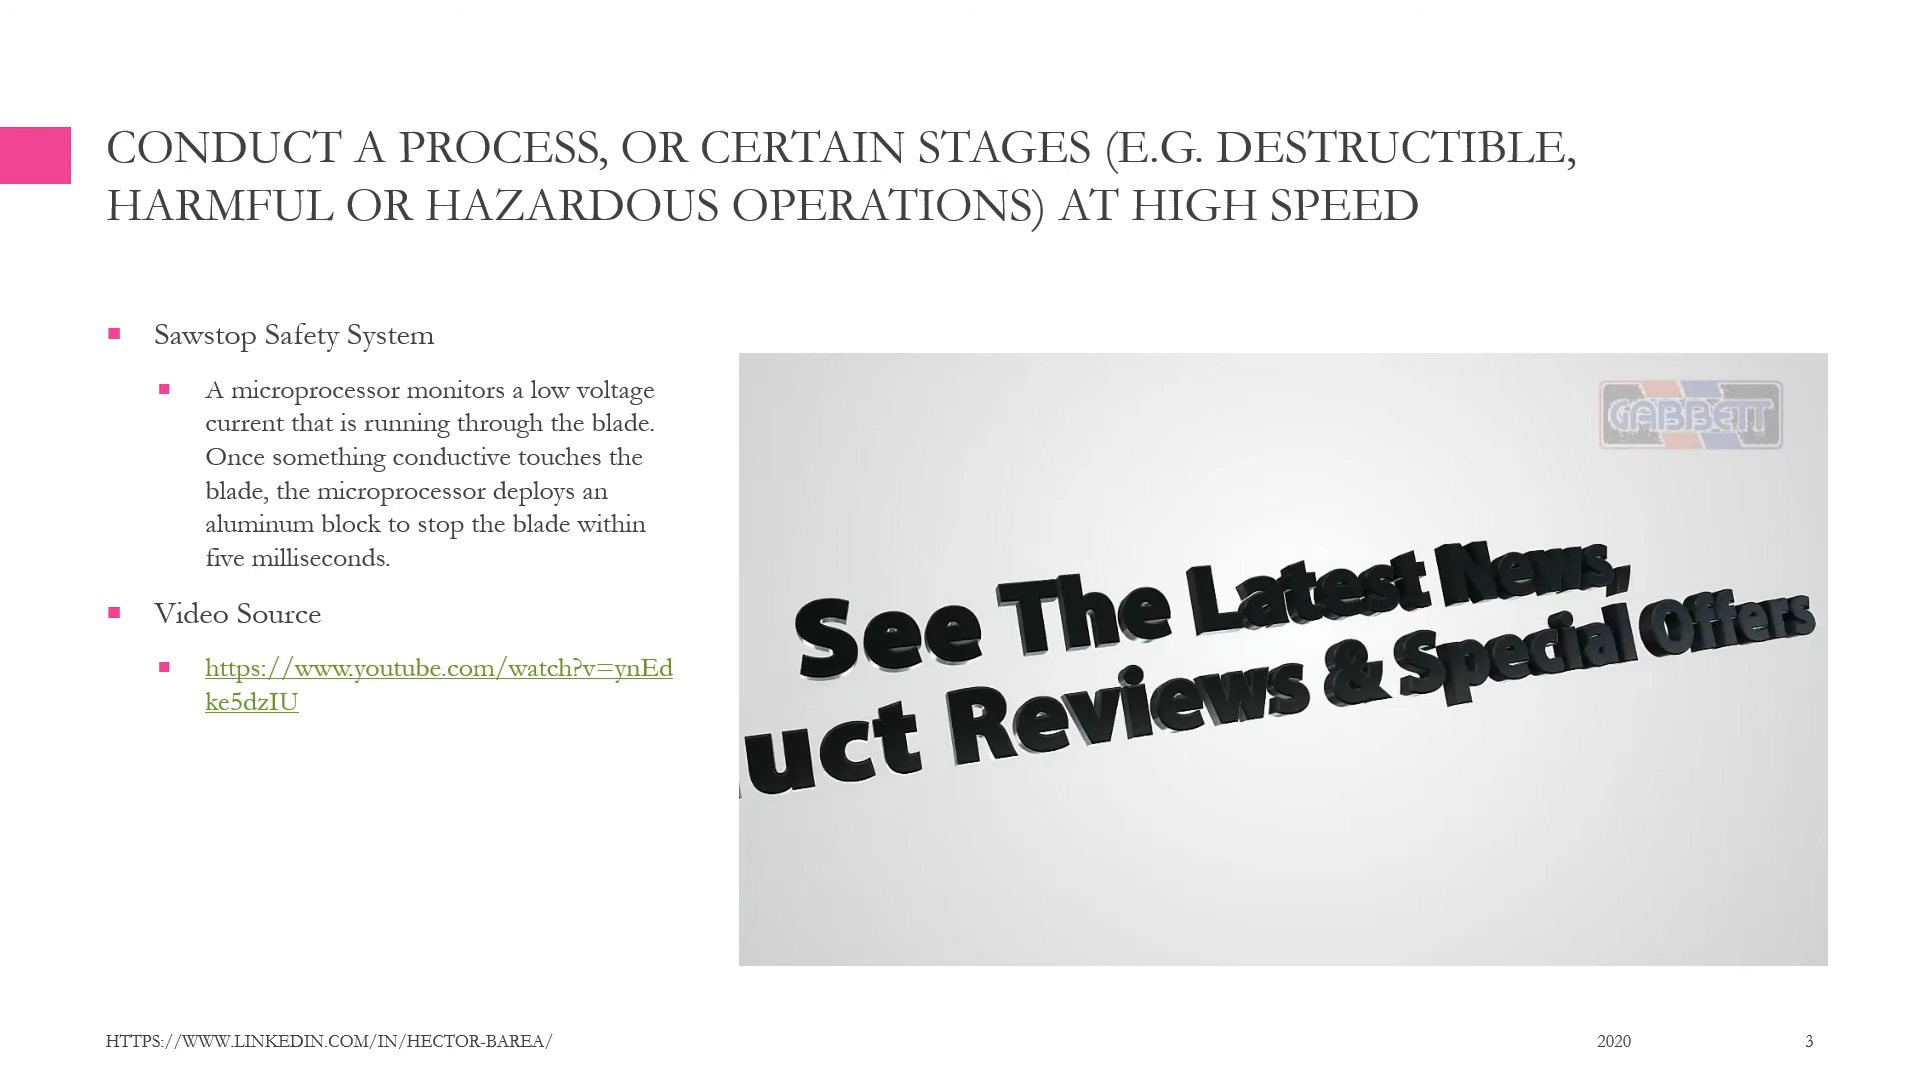 CONDUCT A PROCESS, OR CERTAIN STAGES (E.G. DESTRUCTIBLE,
HARMFUL OR HAZARDOUS OPERATIONS) AT HIGH SPEED
Sawstop Safety System
A microprocessor monitors a low voltage
current that is running through the blade.
Once something conductive touches the
blade, the microprocessor deploys an
aluminum block to stop the blade within
five milliseconds.
Video Source
https://www.youtube.com/watch?v=ynEd
ke5dzIU
GABBETT
See The Latest News,
uct Reviews & Special Offers
HTTPS://WWW.LINKEDIN.COM/IN/HECTOR-BAREA/
2020
3